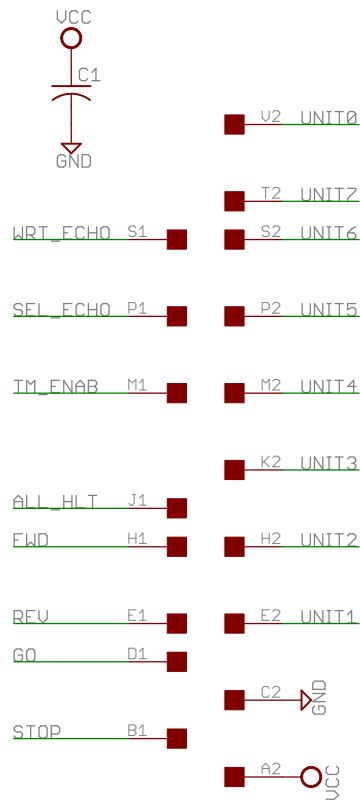 VCC
C1
GND
V2 UNIT0
T2 UNIT7
WRT_ECHO S1
S2 UNIT6
SEL_ECHO P1
P2 UNIT5
TM_ENAB M1
M2 UNIT4
K2 UNIT3
ALL_HLT J1
FWD H1
H2 UNIT2
REV E1
E2 UNIT1
GO D1
C2 GND
STOP B1
A2 VCC